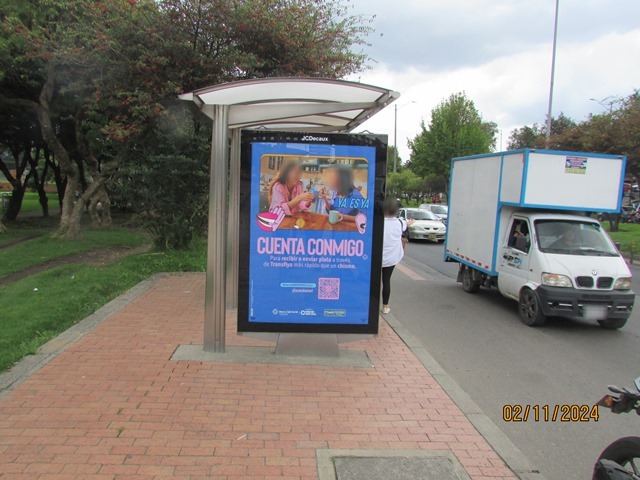 JCDecaux
YA, ES YA
CUENTA CONMIGO
Para recibir o enviar plata a través
de Transfiya más rápido que un chisme.
02/11/2024